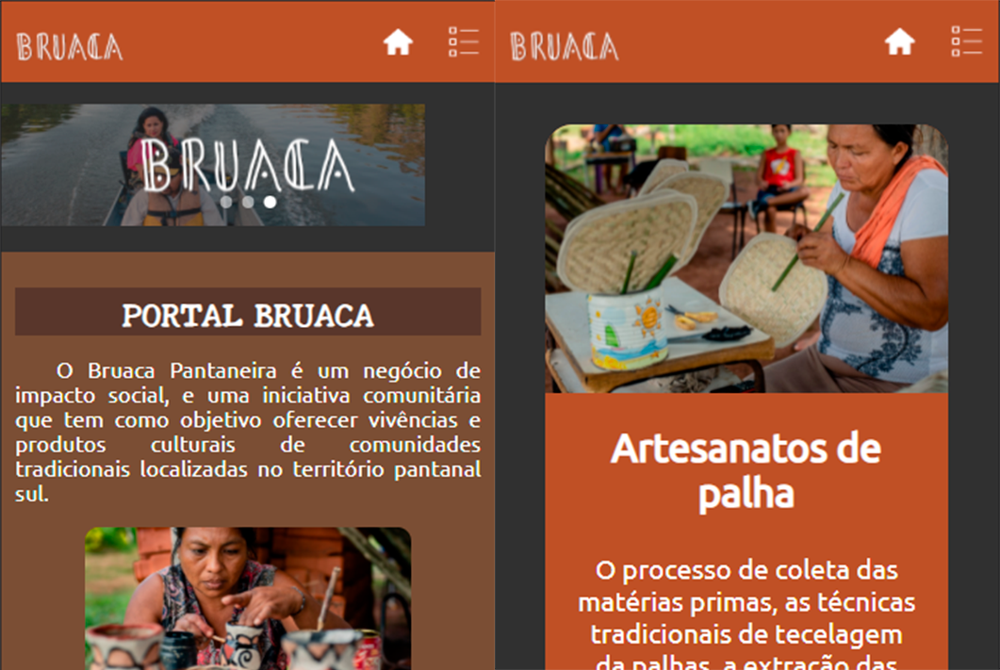 BRUACA
BRUACA
PORTAL BRUACA
O Bruaca Pantaneira é um negócio de
impacto social, e uma iniciativa comunitária
que tem como objetivo oferecer vivências e
produtos culturais de comunidades
tradicionais localizadas no território pantanal
sul.
BRUACA
Artesanatos de
palha
O processo de coleta das
matérias primas, as técnicas
tradicionais de tecelagem
da palhas, a extração das